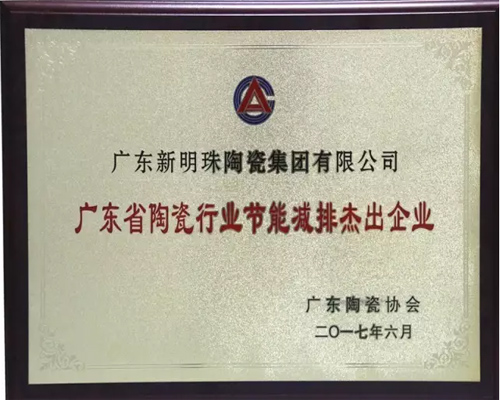 广东新明珠陶瓷集团有限公司
广东省陶瓷行业节能减排杰出企业
广东陶瓷协会
二〇一七年六月